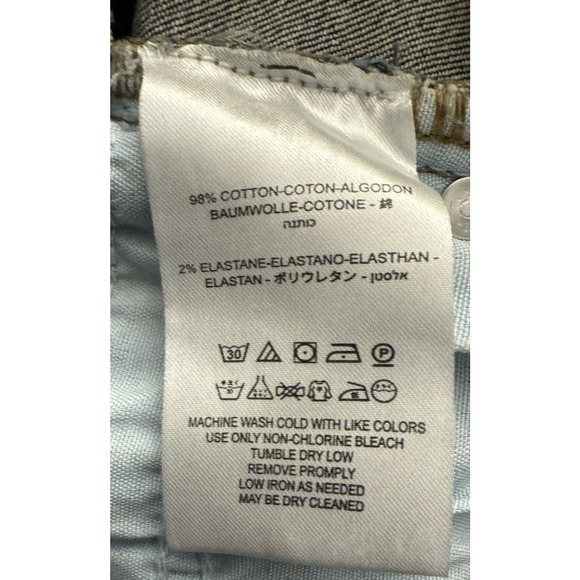 98% COTTON-COTON-ALGODON
BAUMWOLLE-COTONE - 綿
כותנה
2% ELASTANE-ELASTANO-ELASTHAN -
ELASTAN - ポリウレタン - אלסטן
30 P
MACHINE WASH COLD WITH LIKE COLORS
USE ONLY NON-CHLORINE BLEACH
TUMBLE DRY LOW
REMOVE PROMPLY
LOW IRON AS NEEDED
MAY BE DRY CLEANED